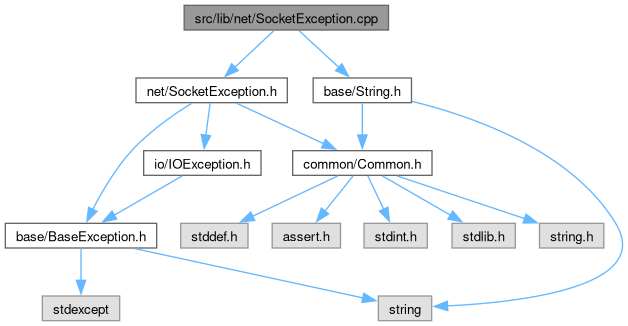 src/lib/net/SocketException.cpp
net/SocketException.h
base/String.h
io/IOException.h
common/Common.h
base/BaseException.h
stddef.h
assert.h
stdint.h
stdlib.h
string.h
stdexcept
string